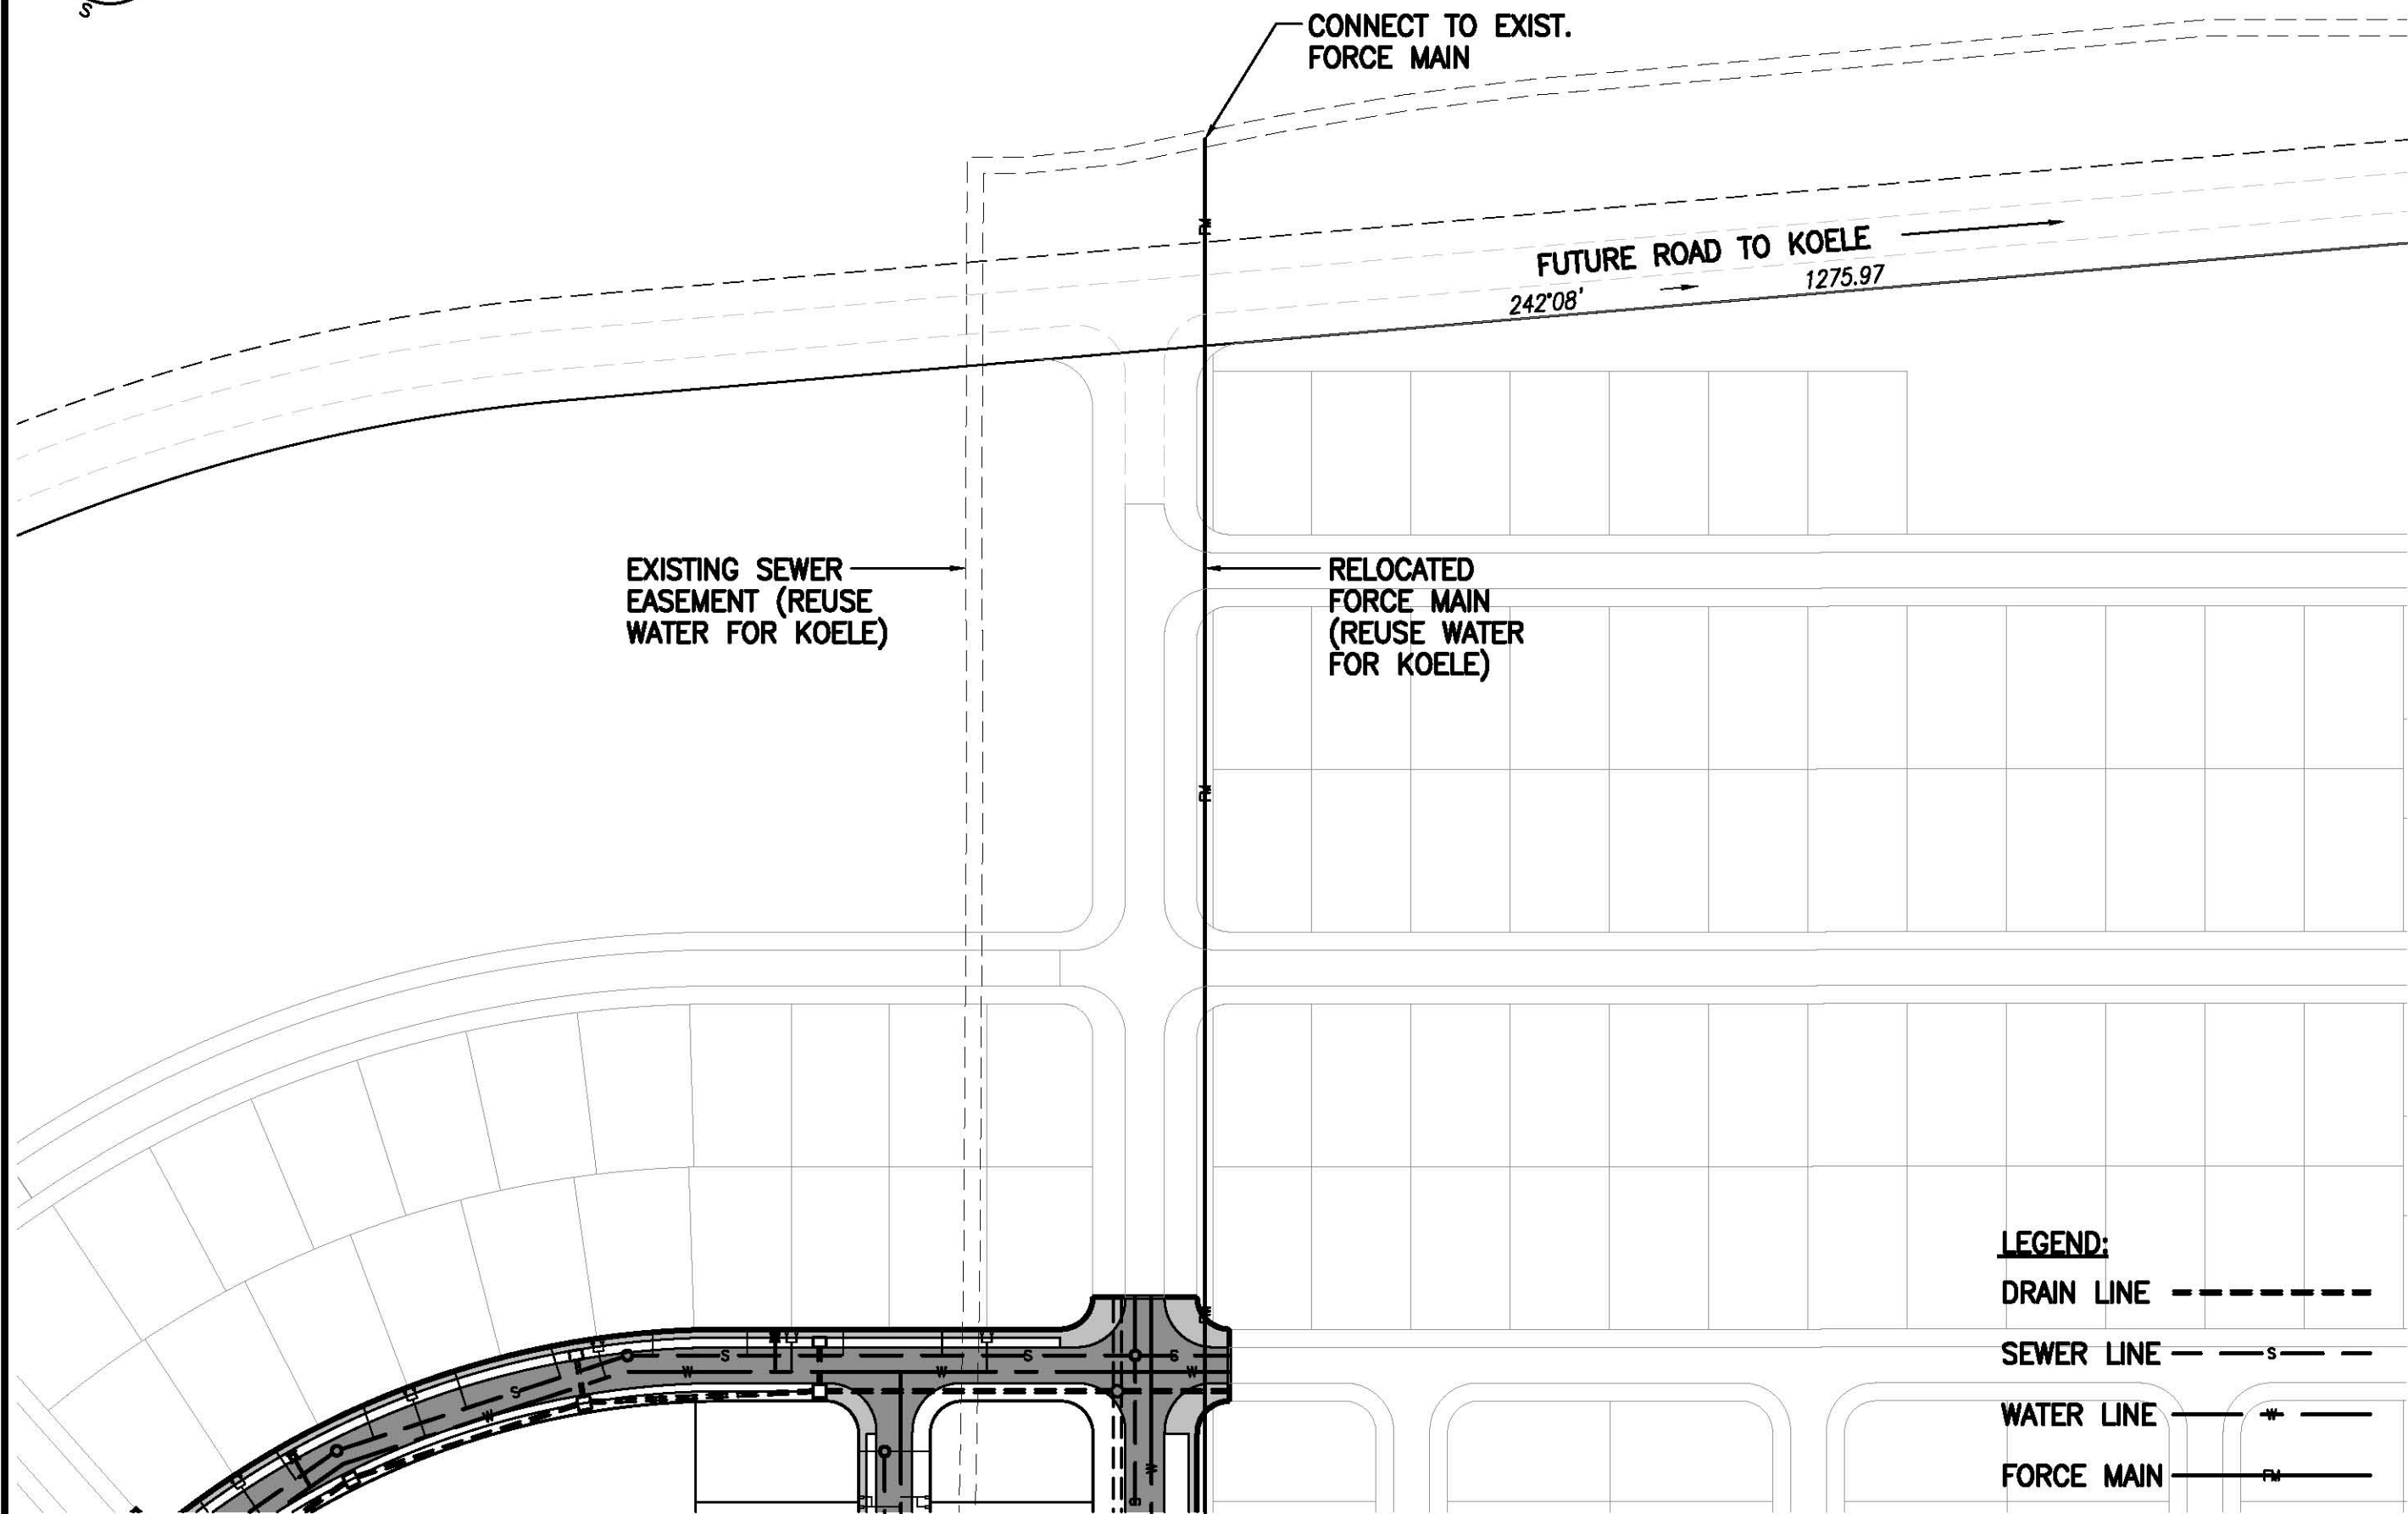 S
CONNECT TO EXIST.
FORCE MAIN
FM
FUTURE ROAD TO KOELE
242°08'
1275.97
EXISTING SEWER
EASEMENT (REUSE
WATER FOR KOELE)
RELOCATED
FORCE MAIN
(REUSE WATER
FOR KOELE)
FM
LEGEND:
DRAIN LINE
SEWER LINE S
WATER LINE W
FORCE MAIN FM
FM
S
S
S
W
W
W
S
W
W
S